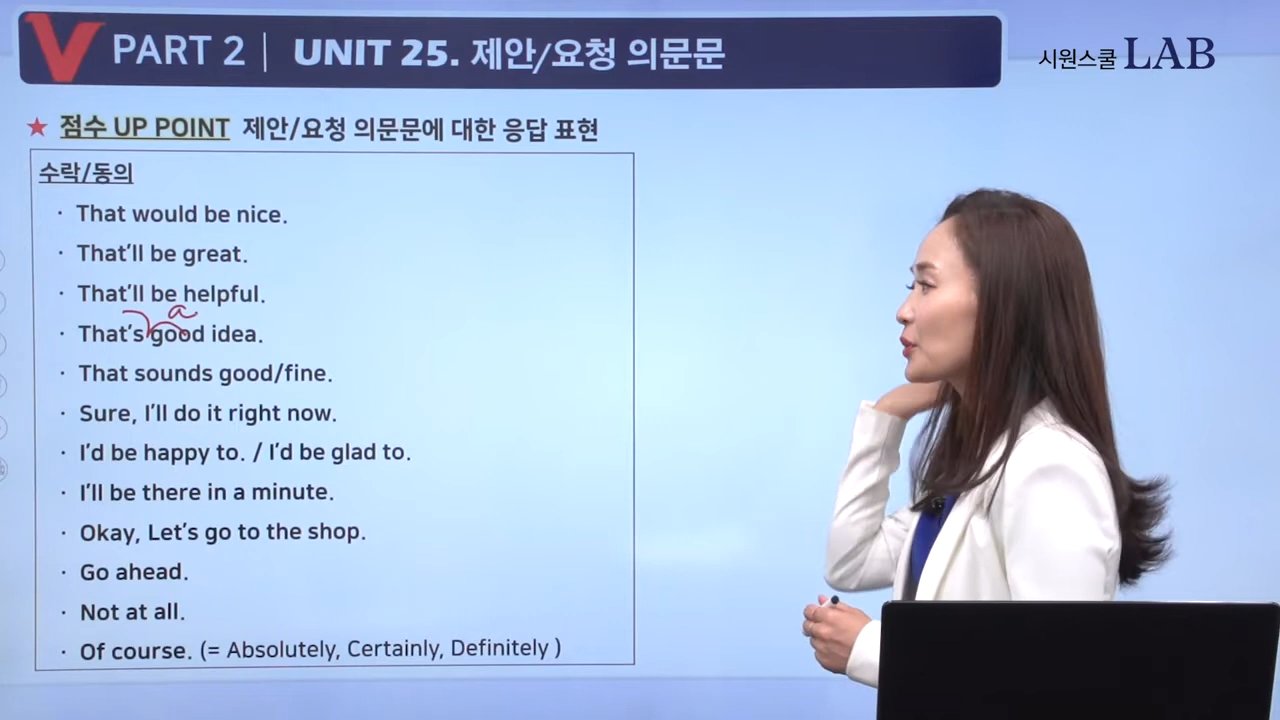 V PART 2 | UNIT 25. 제안/요청 의문문
시원스쿨 LAB
★ 점수 UP POINT 제안/요청 의문문에 대한 응답 표현
수락/동의
· That would be nice.
· That'll be great.
· That'll be helpful.
a
· That's good idea.
· That sounds good/fine.
· Sure, I'll do it right now.
· I'd be happy to. / I'd be glad to.
· I'll be there in a minute.
· Okay, Let's go to the shop.
· Go ahead.
· Not at all.
· Of course. (= Absolutely, Certainly, Definitely )